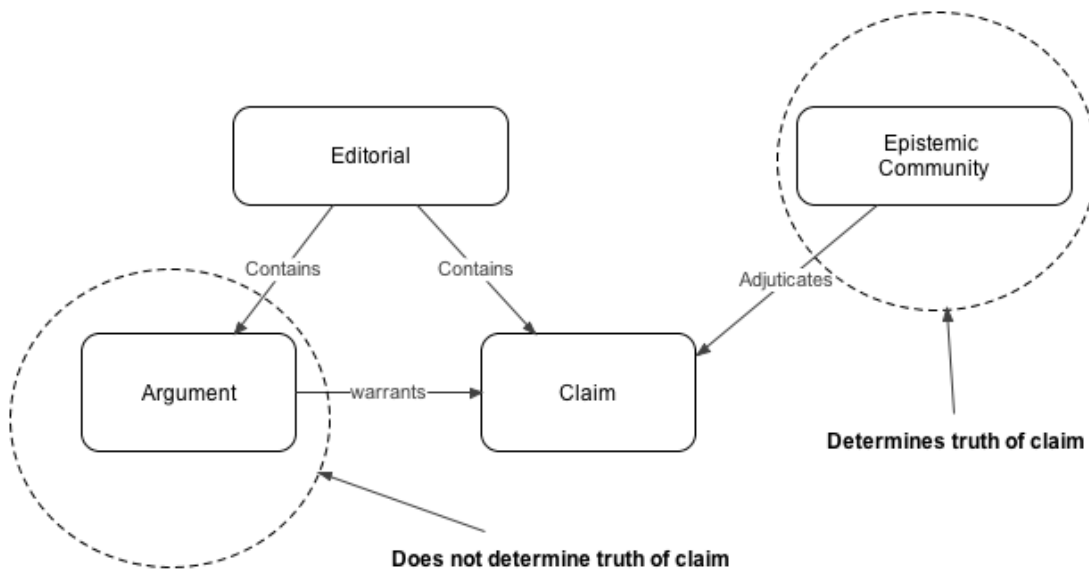 Editorial
Epistemic
Community
Contains
Contains
Adjuticates
Argument
warrants
Claim
Determines truth of claim
Does not determine truth of claim